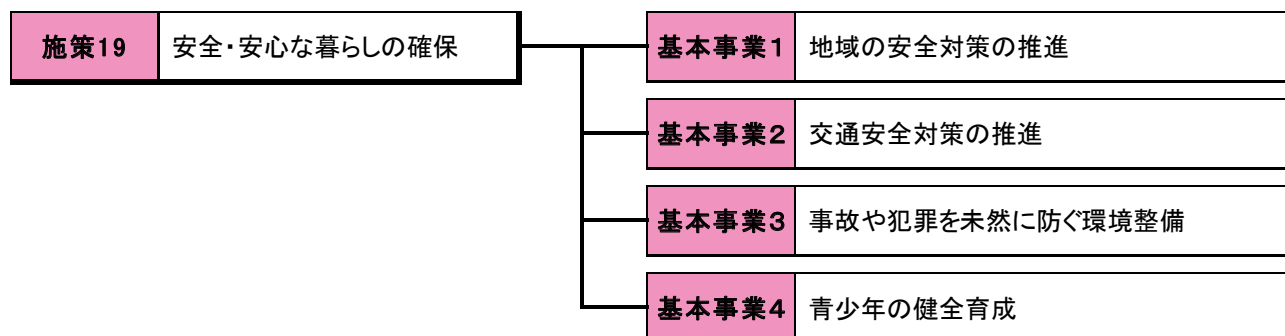 施策19 安全・安心な暮らしの確保
基本事業1 地域の安全対策の推進
基本事業2 交通安全対策の推進
基本事業3 事故や犯罪を未然に防ぐ環境整備
基本事業4 青少年の健全育成